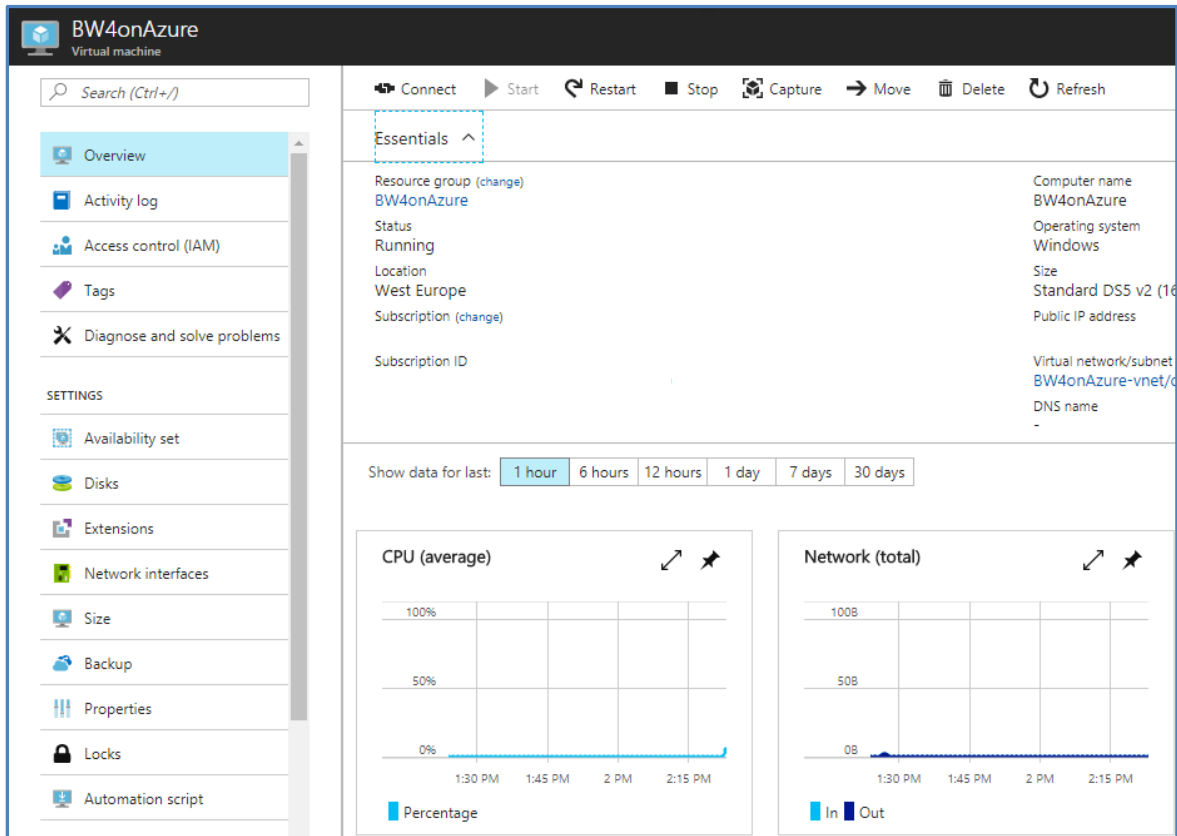 BW4onAzure
Virtual machine
Search (Ctrl+/)
Overview
Activity log
Access control (IAM)
Tags
Diagnose and solve problems
SETTINGS
Availability set
Disks
Extensions
Network interfaces
Size
Backup
Properties
Locks
Automation script
Connect Start Restart Stop Capture Move Delete Refresh
Essentials
Resource group (change)
BW4onAzure
Status
Running
Location
West Europe
Subscription (change)
Subscription ID
Computer name
BW4onAzure
Operating system
Windows
Size
Standard DS5 v2 (16
Public IP address
Virtual network/subnet
BW4onAzure-vnet/
DNS name
-
Show data for last: 1 hour 6 hours 12 hours 1 day 7 days 30 days
CPU (average)
100%
50%
0%
1:30 PM 1:45 PM 2 PM 2:15 PM
Percentage
Network (total)
100B
50B
0B
1:30 PM 1:45 PM 2 PM 2:15 PM
In Out